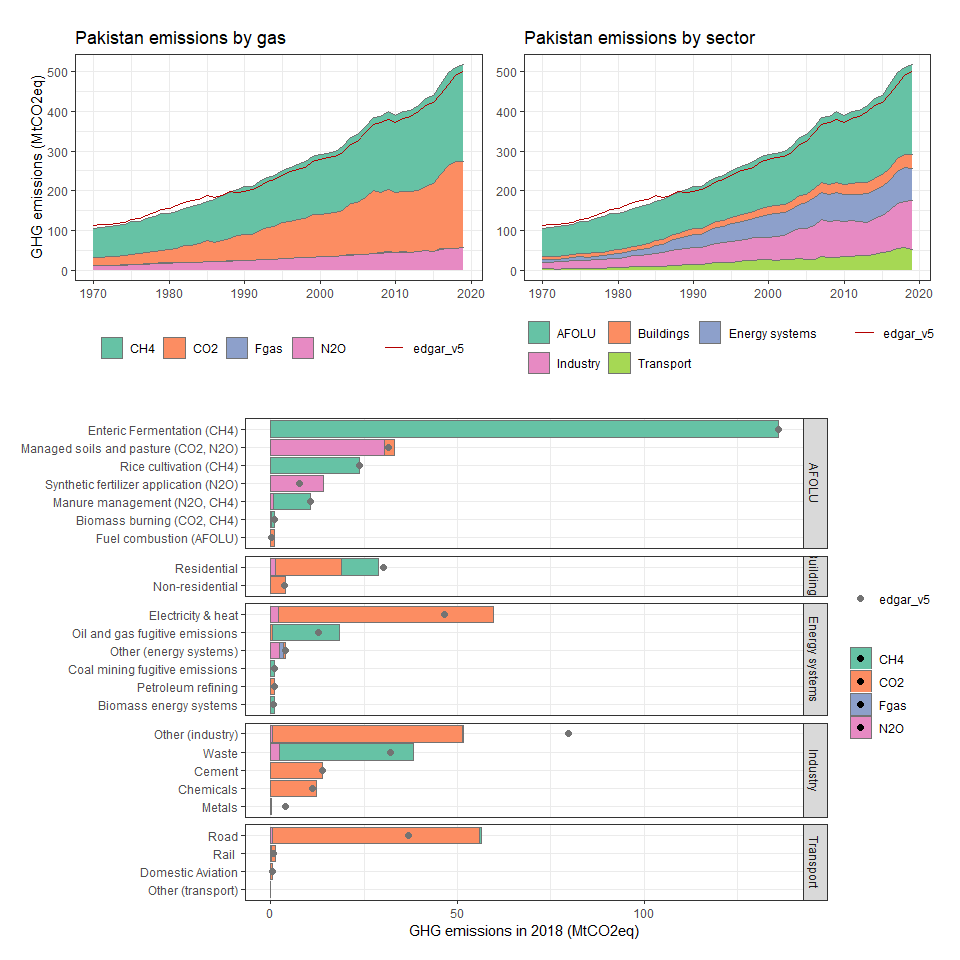 Pakistan emissions by gas
Pakistan emissions by sector
GHG emissions (MtCO2eq)
500
400
300
200
100
0
1970
1980
1990
2000
2010
2020
500
400
300
200
100
0
1970
1980
1990
2000
2010
2020
CH4
CO2
Fgas
N2O
edgar_v5
AFOLU
Buildings
Energy systems
edgar_v5
Industry
Transport
Enteric Fermentation (CH4)
Managed soils and pasture (CO2, N2O)
Rice cultivation (CH4)
Synthetic fertilizer application (N2O)
Manure management (N2O, CH4)
Biomass burning (CO2, CH4)
Fuel combustion (AFOLU)
AFOLU
Residential
Non-residential
Electricity & heat
Oil and gas fugitive emissions
Other (energy systems)
Coal mining fugitive emissions
Petroleum refining
Biomass energy systems
Energy systems
Other (industry)
Waste
Cement
Chemicals
Metals
Industry
Road
Rail
Domestic Aviation
Other (transport)
Transport
0
50
100
GHG emissions in 2018 (MtCO2eq)
edgar_v5
CH4
CO2
Fgas
N2O